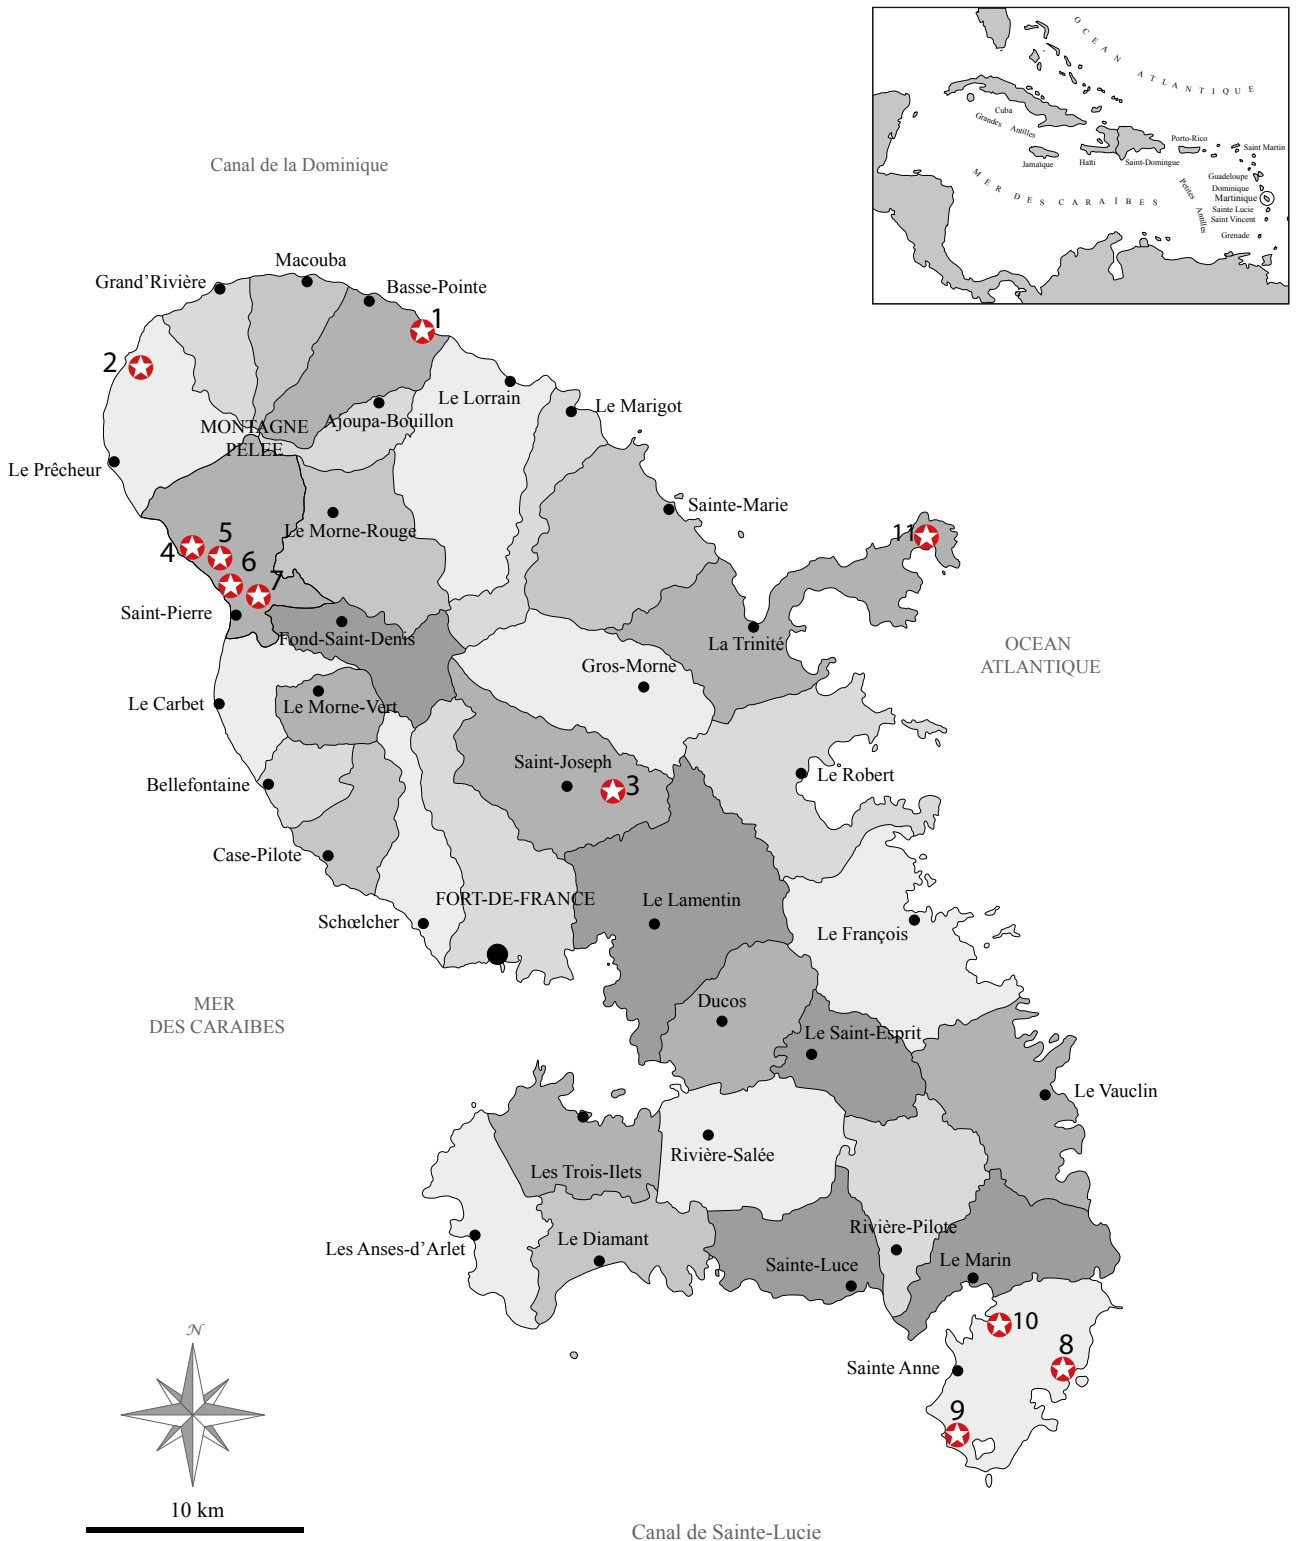 OCEAN ATLANTIQUE
Cuba
Grandes Antilles
Porto-Rico
Saint Martin
Jamaïque
Haïti
Saint-Domingue
MER DES CARAÏBES
Petites Antilles
Guadeloupe
Dominique
Martinique
Sainte Lucie
Saint Vincent
Grenade
Canal de la Dominique
Macouba
Grand'Rivière
Basse-Pointe
1
2
Le Lorrain
Le Marigot
Ajoupa-Bouillon
MONTAGNE
PELEE
Le Prêcheur
Sainte-Marie
Le Morne-Rouge
11
5
4
6
7
Saint-Pierre
Fond-Saint-Denis
La Trinité
OCEAN
ATLANTIQUE
Gros-Morne
Le Carbet
Le Morne-Vert
Saint-Joseph
3
Le Robert
Bellefontaine
Case-Pilote
FORT-DE-FRANCE
Le Lamentin
Schœlcher
Le François
MER
DES CARAIBES
Ducos
Le Saint-Esprit
Le Vauclin
Rivière-Salée
Les Trois-Ilets
Rivière-Pilote
Les Anses-d'Arlet
Le Diamant
Sainte-Luce
Le Marin
10
8
Sainte Anne
9
N
10 km
Canal de Sainte-Lucie